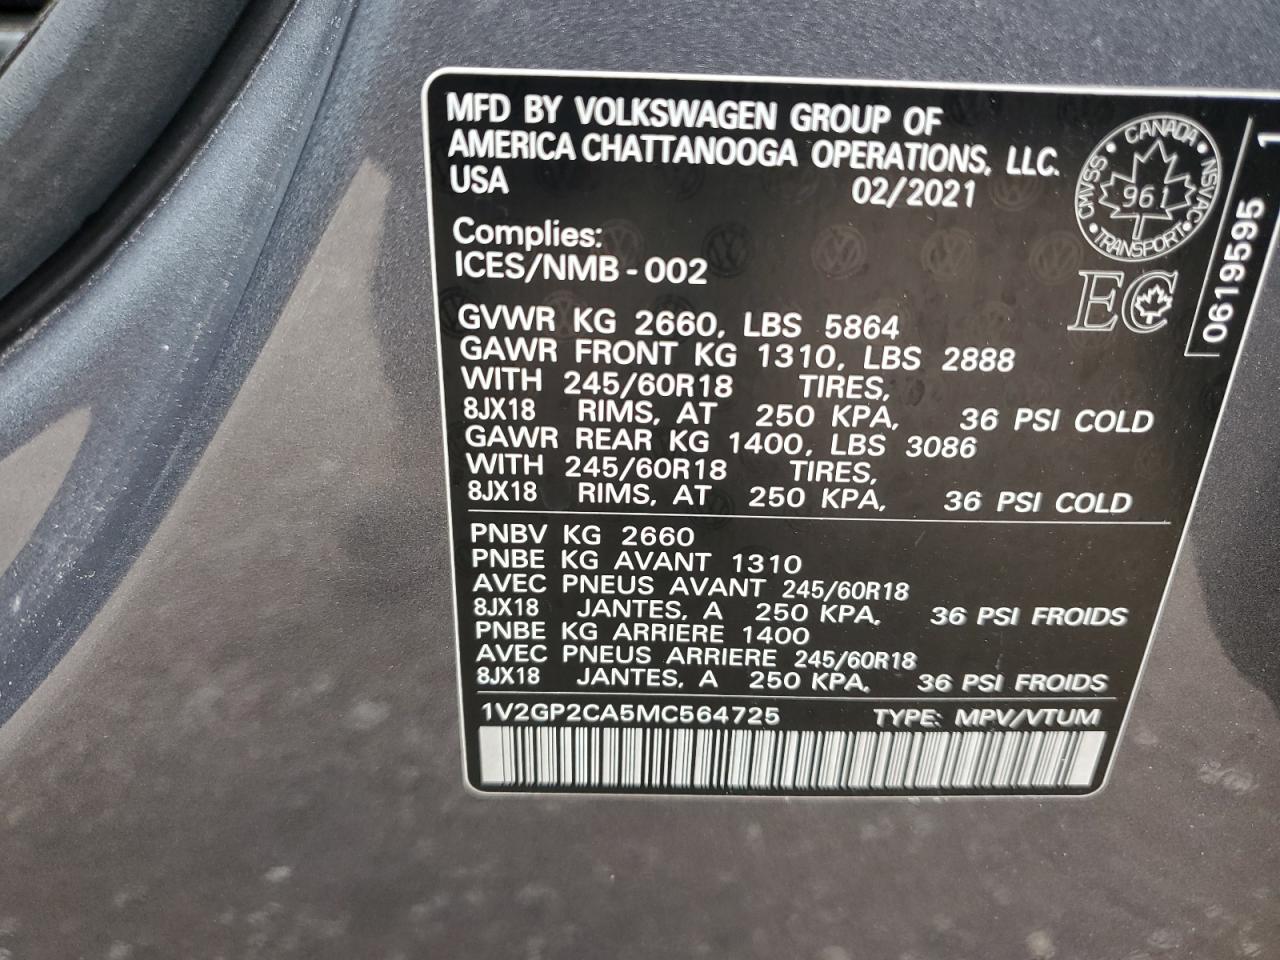 MFD BY VOLKSWAGEN GROUP OF
AMERICA CHATTANOOGA OPERATIONS, LLC.
USA 02/2021
Complies:
ICES/NMB-002
GVWR KG 2660, LBS 5864
GAWR FRONT KG 1310, LBS 2888
WITH 245/60R18 TIRES,
8JX18 RIMS, AT 250 KPA, 36 PSI COLD
GAWR REAR KG 1400, LBS 3086
WITH 245/60R18 TIRES,
8JX18 RIMS, AT 250 KPA, 36 PSI COLD
PNBV KG 2660
PNBE KG AVANT 1310
AVEC PNEUS AVANT 245/60R18
8JX18 JANTES, A 250 KPA, 36 PSI FROIDS
PNBE KG ARRIERE 1400
AVEC PNEUS ARRIERE 245/60R18
8JX18 JANTES, A 250 KPA, 36 PSI FROIDS
1V2GP2CA5MC564725 TYPE: MPV/VTUM
CANADA • NSVAC • TRANSPORT • CMVSS •
961
EC
0619595
1